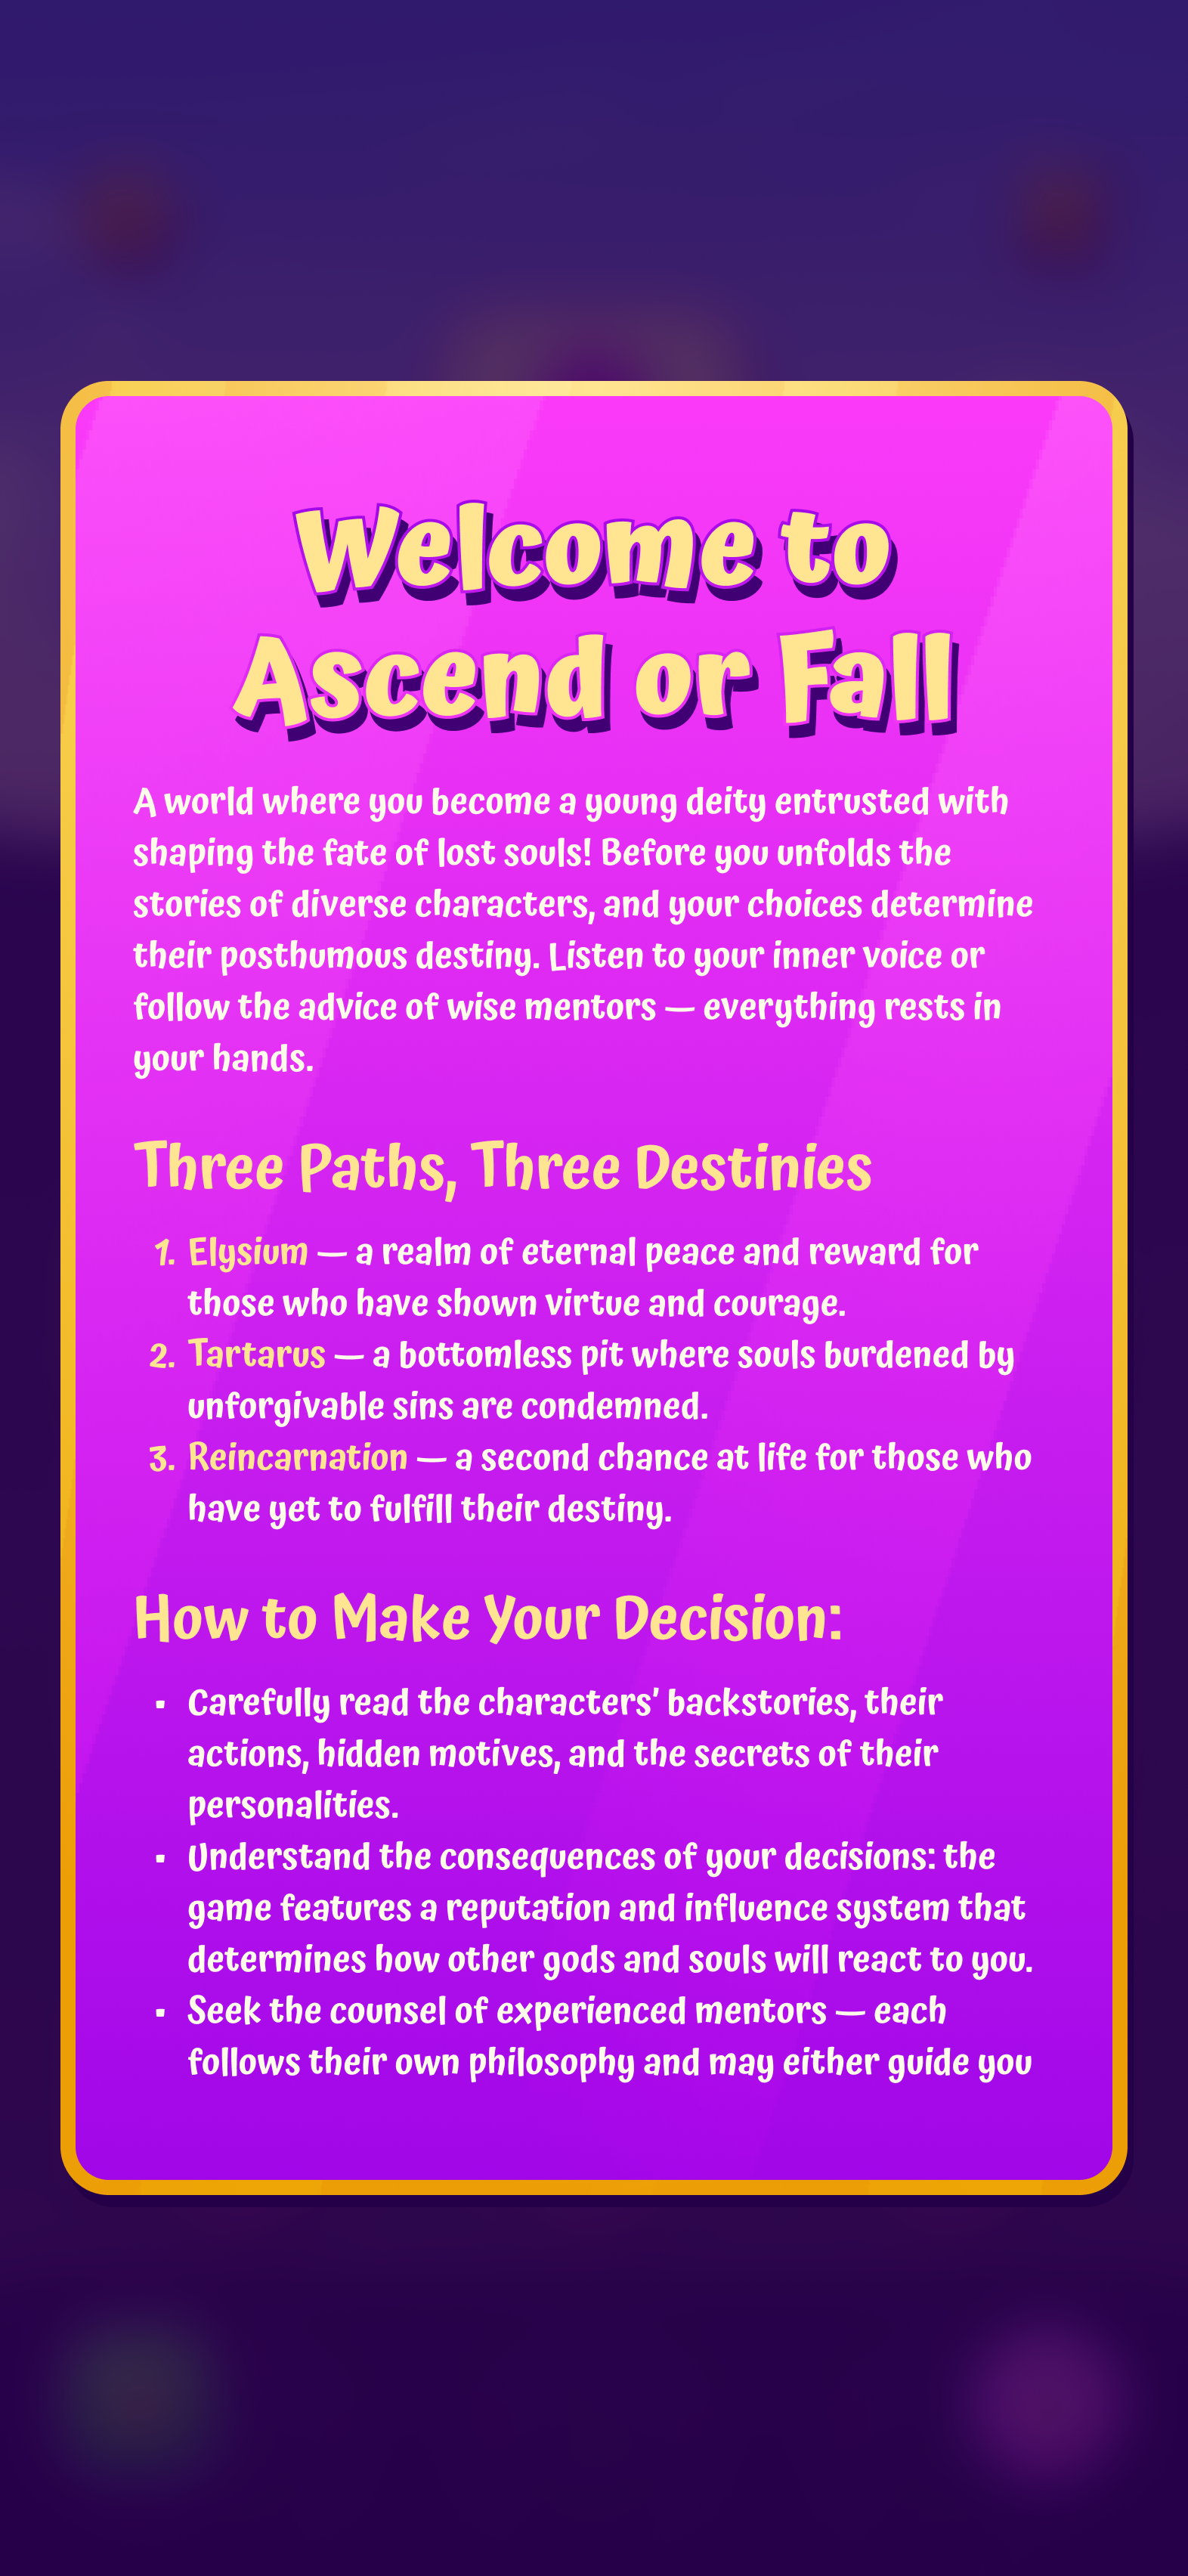 Welcome to
Ascend or Fall
A world where you become a young deity entrusted with
shaping the fate of lost souls! Before you unfolds the
stories of diverse characters, and your choices determine
their posthumous destiny. Listen to your inner voice or
follow the advice of wise mentors — everything rests in
your hands.
Three Paths, Three Destinies
1. Elysium — a realm of eternal peace and reward for
those who have shown virtue and courage.
2. Tartarus — a bottomless pit where souls burdened by
unforgivable sins are condemned.
3. Reincarnation — a second chance at life for those who
have yet to fulfill their destiny.
How to Make Your Decision:
▪ Carefully read the characters’ backstories, their
actions, hidden motives, and the secrets of their
personalities.
▪ Understand the consequences of your decisions: the
game features a reputation and influence system that
determines how other gods and souls will react to you.
▪ Seek the counsel of experienced mentors — each
follows their own philosophy and may either guide you